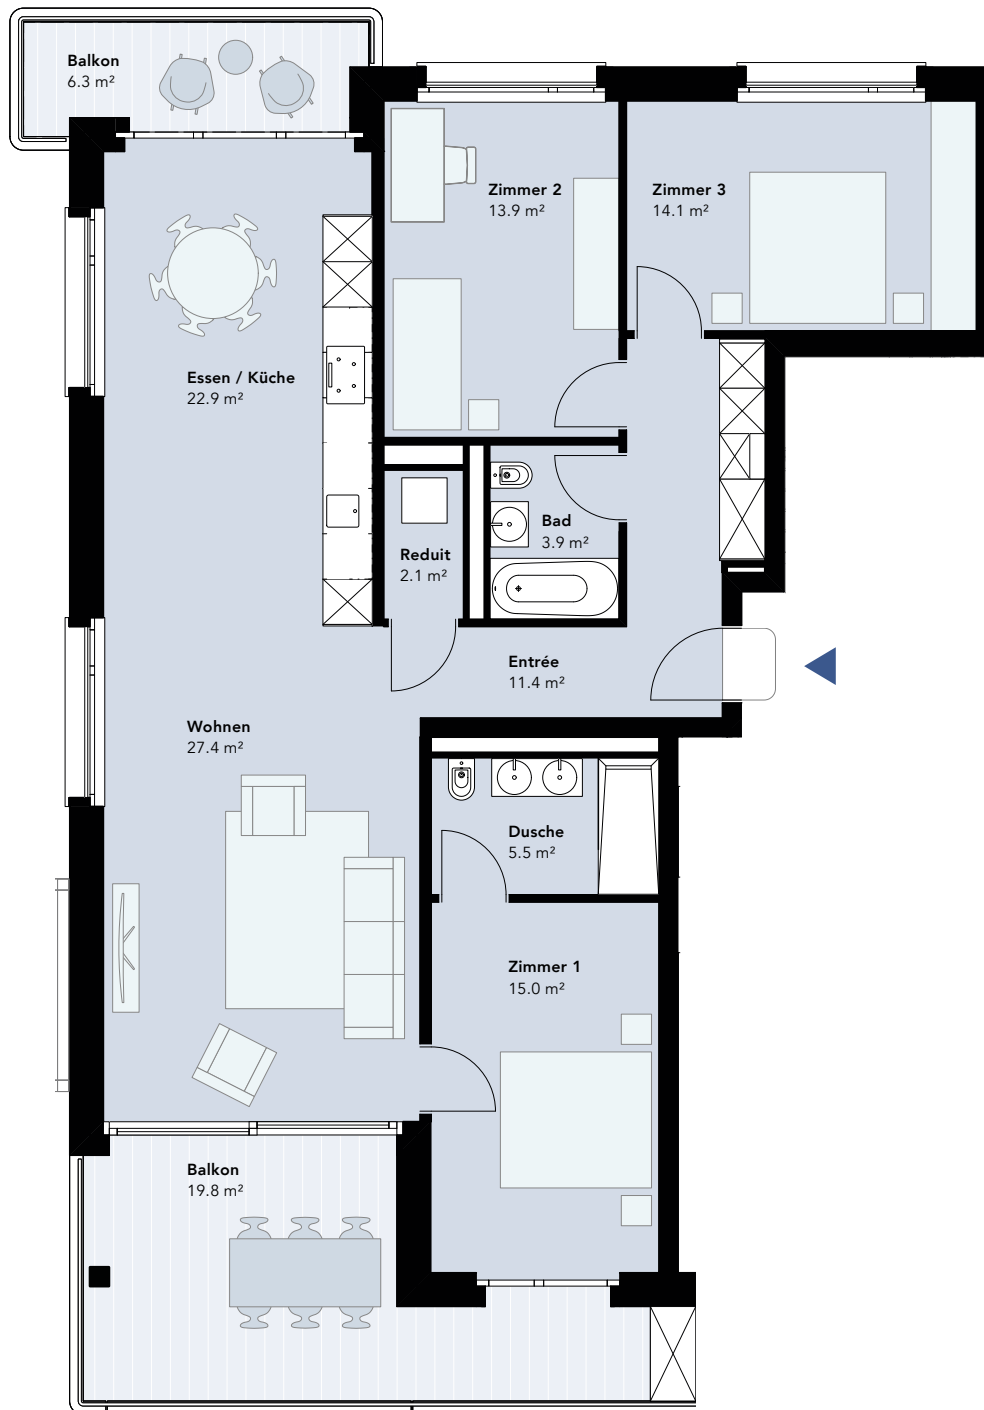 Balkon
6.3 m²
Zimmer 2
13.9 m²
Zimmer 3
14.1 m²
Essen / Küche
22.9 m²
Bad
3.9 m²
Reduit
2.1 m²
Entrée
11.4 m²
Wohnen
27.4 m²
Dusche
5.5 m²
Zimmer 1
15.0 m²
Balkon
19.8 m²